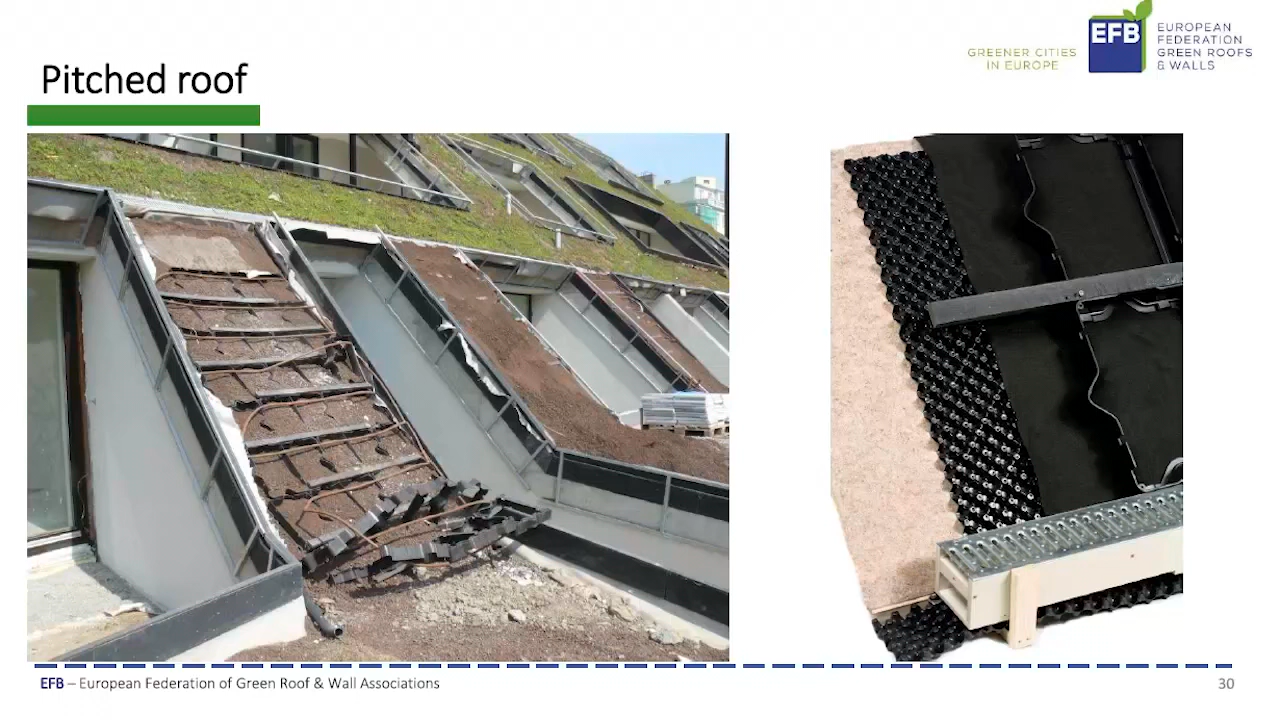 Pitched roof
GREENER CITIES
IN EUROPE
EFB
EUROPEAN
FEDERATION
GREEN ROOFS
& WALLS
EFB – European Federation of Green Roof & Wall Associations
30